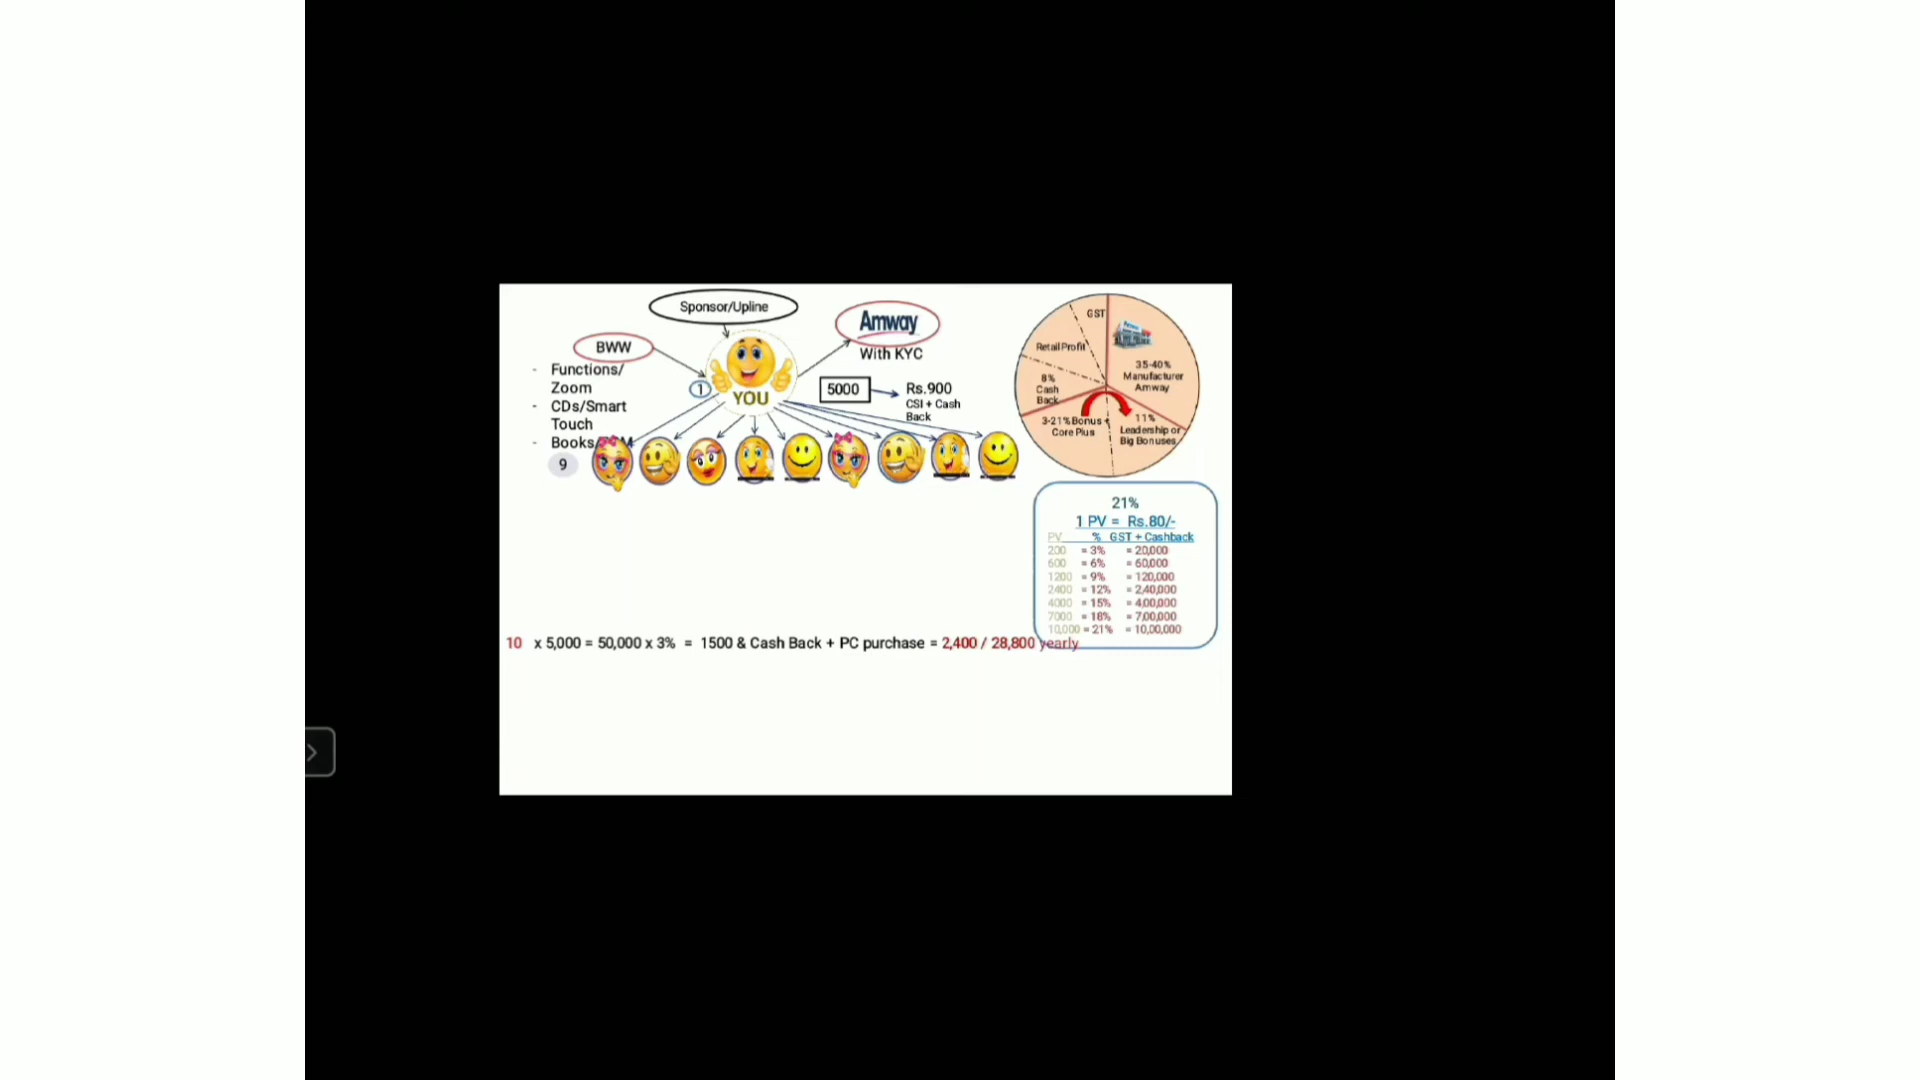 Sponsor/Upline
BWW
Amway
With KYC
- Functions/
Zoom
- CDs/Smart
Touch
- Books/
1
YOU
5000
Rs.900
CSI + Cash
Back
9
GST
Retail Profit
8%
Cash
Back
35-40%
Manufacturer
Amway
3-21% Bonus +
Core Plus
11%
Leadership or
Big Bonuses
21%
1 PV = Rs.80/-
PV % GST + Cashback
200 = 3% = 20,000
600 = 6% = 60,000
1200 = 9% = 120,000
2400 = 12% = 2,40,000
4000 = 15% = 4,00,000
7000 = 18% = 7,00,000
10,000 = 21% = 10,00,000
10 x 5,000 = 50,000 x 3% = 1500 & Cash Back + PC purchase = 2,400 / 28,800 yearly